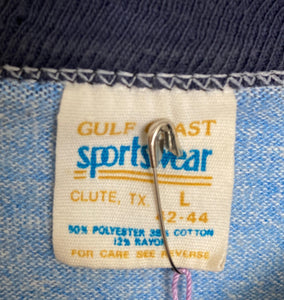 GULF COAST
sportswear
CLUTE, TX L
42-44
50% POLYESTER 38% COTTON
12% RAYON
FOR CARE SEE REVERSE